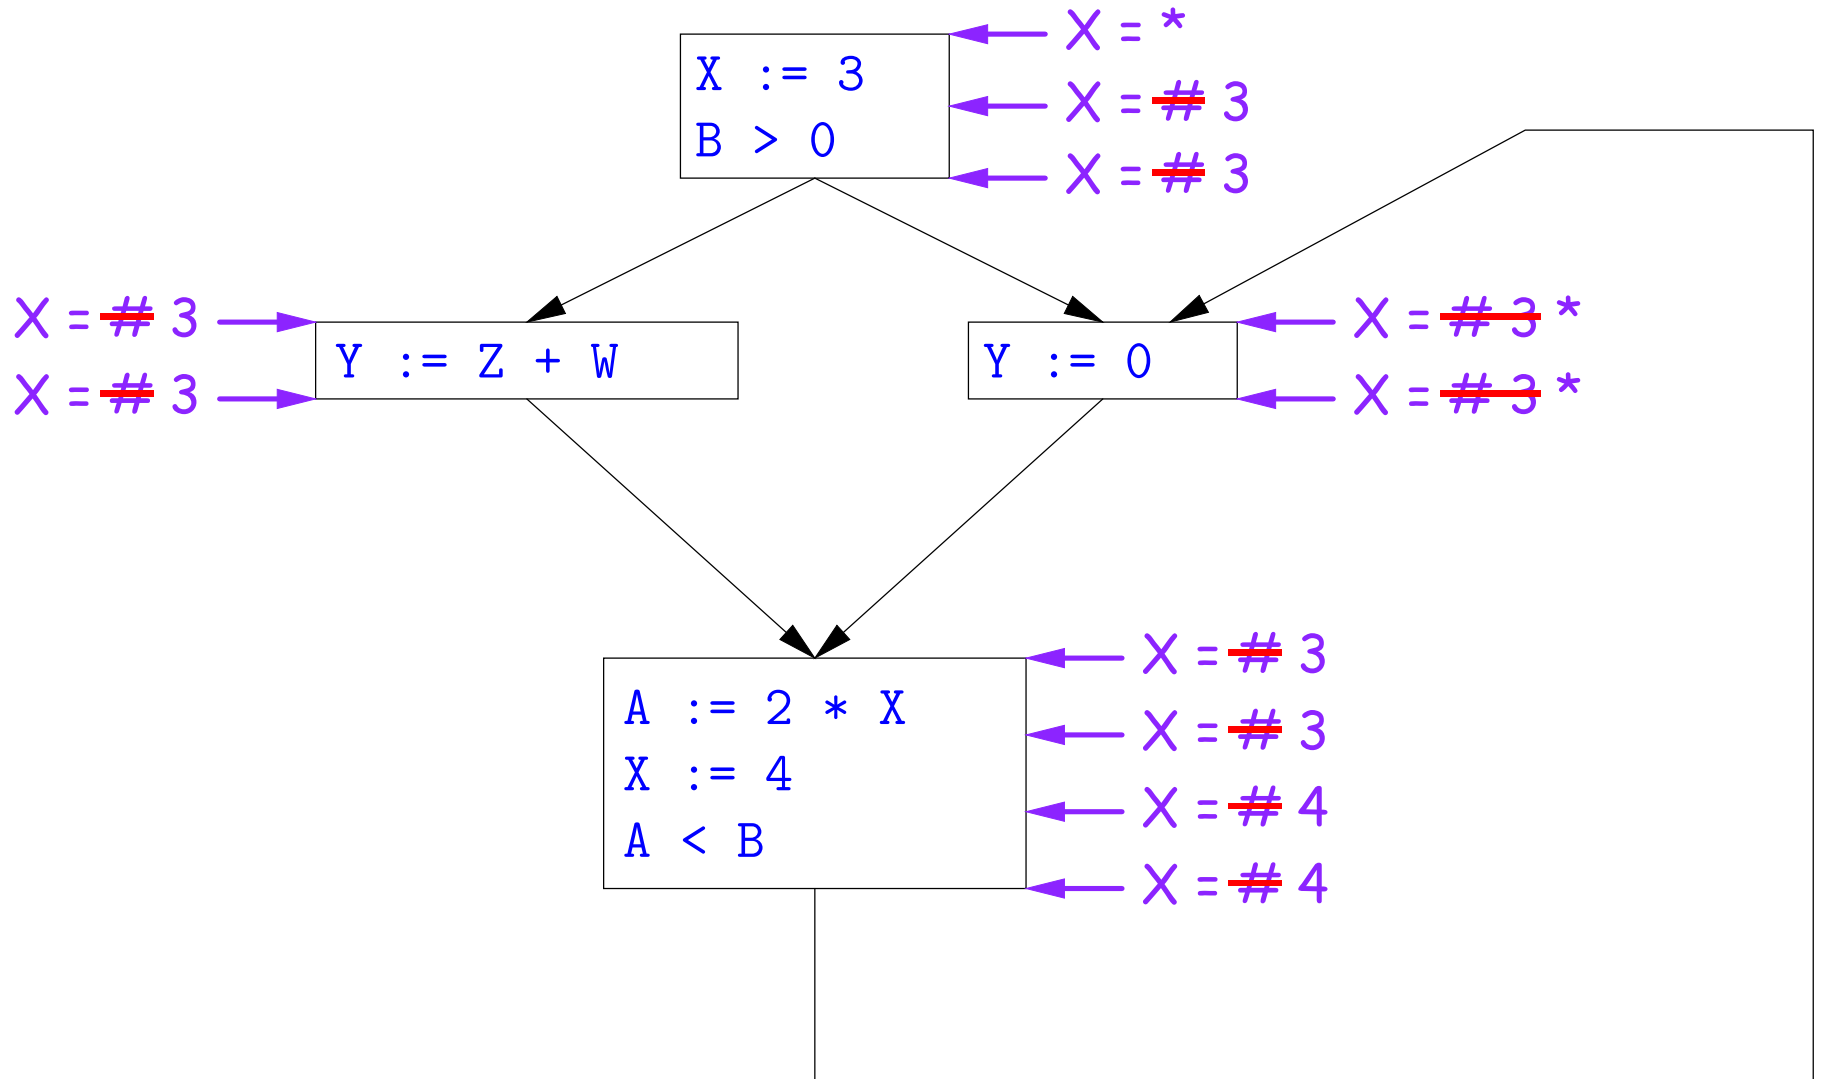 X = *
X := 3
X = # 3
B > 0
X = # 3
X = # 3
X = # 3 *
Y := Z + W
Y := 0
X = # 3
X = # 3 *
X = # 3
A := 2 * X
X = # 3
X := 4
X = # 4
A < B
X = # 4